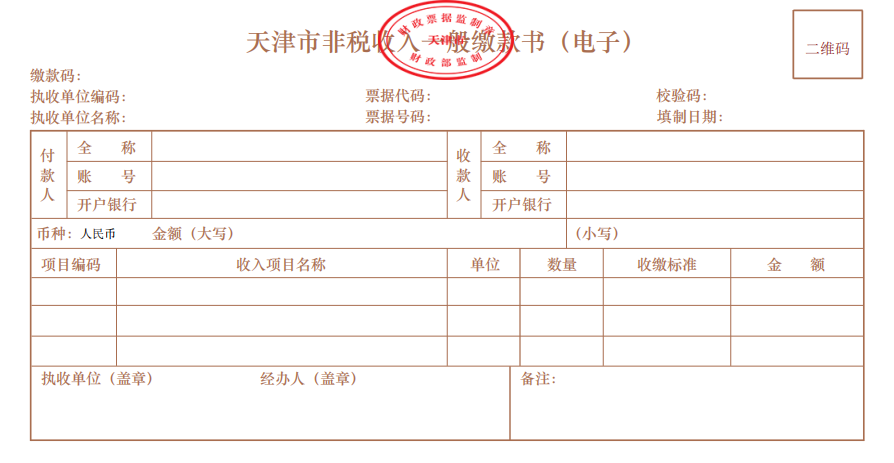 天津市非税收入一般缴款书（电子）
财政票据监制章
天津市
财政部监制
二维码
缴款码：
执收单位编码： 票据代码： 校验码：
执收单位名称： 票据号码： 填制日期：
付款人 全 称 收款人 全 称
账 号 账 号
开户银行 开户银行
币种：人民币 金额（大写） （小写）
项目编码 收入项目名称 单位 数量 收缴标准 金 额
执收单位（盖章） 经办人（盖章） 备注：